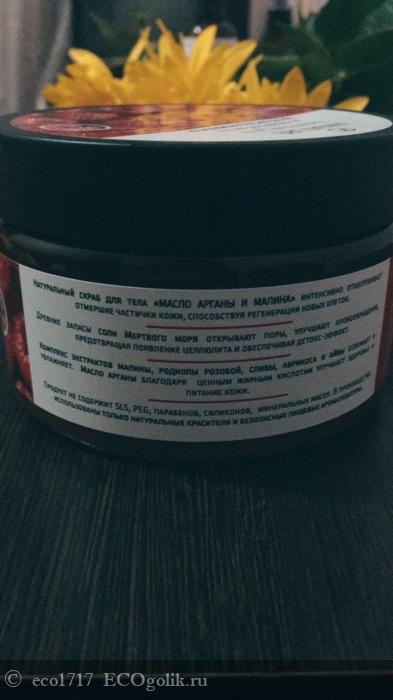 НАТУРАЛЬНЫЙ СКРАБ ДЛЯ ТЕЛА «МАСЛО АРГАНЫ И МАЛИНА» ИНТЕНСИВНО ОТШЕЛУШИВАЕТ
ОТМЕРШИЕ ЧАСТИЧКИ КОЖИ, СПОСОБСТВУЯ РЕГЕНЕРАЦИИ НОВЫХ КЛЕТОК.
ДРЕВНИЕ ЗАПАСЫ СОЛИ МЕРТВОГО МОРЯ ОТКРЫВАЮТ ПОРЫ, УЛУЧШАЮТ КРОВООБРАЩЕНИЕ,
ПРЕДОТВРАЩАЯ ПОЯВЛЕНИЕ ЦЕЛЛЮЛИТА И ОБЕСПЕЧИВАЯ ДЕТОКС-ЭФФЕКТ.
КОМПЛЕКС ЭКСТРАКТОВ МАЛИНЫ, РОДИОЛЫ РОЗОВОЙ, СЛИВЫ, АБРИКОСА И АЙВЫ ОСВЕЖАЕТ И
УВЛАЖНЯЕТ. МАСЛО АРГАНЫ БЛАГОДАРЯ ЦЕННЫМ ЖИРНЫМ КИСЛОТАМ УЛУЧШАЕТ ЗДОРОВЬЕ И
ПИТАНИЕ КОЖИ.
ПРОДУКТ НЕ СОДЕРЖИТ SLS, PEG, ПАРАБЕНОВ, СИЛИКОНОВ, МИНЕРАЛЬНЫХ МАСЕЛ. В ПРОИЗВОДСТВЕ
ИСПОЛЬЗОВАНЫ ТОЛЬКО НАТУРАЛЬНЫЕ КРАСИТЕЛИ И БЕЗОПАСНЫЕ ПИЩЕВЫЕ АРОМАТИЗАТОРЫ.
© eco1717 ECOgolik.ru